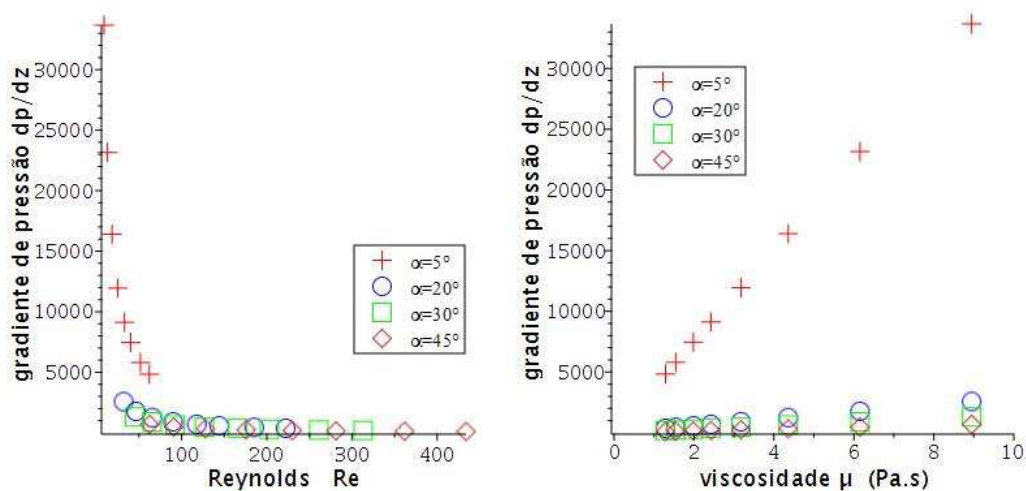 gradiente de pressão dp/dz
30000
25000
20000
15000
10000
5000
100
200
300
400
Reynolds Re
α=5°
α=20°
α=30°
α=45°
gradiente de pressão dp/dz
30000
25000
20000
15000
10000
5000
0
2
4
6
8
10
viscosidade μ (Pa.s)
α=5°
α=20°
α=30°
α=45°